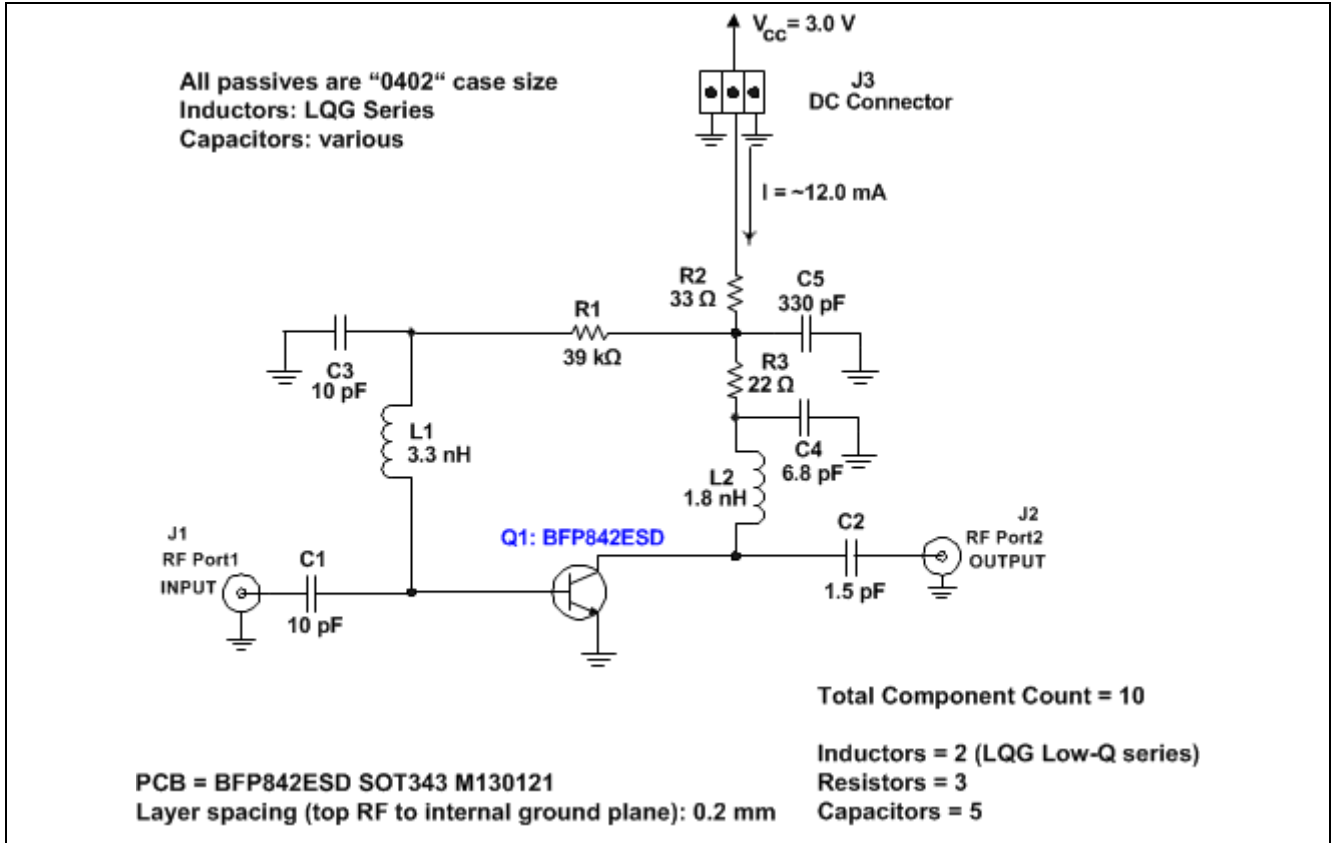 V_CC = 3.0 V
All passives are “0402“ case size
Inductors: LQG Series
Capacitors: various
J3
DC Connector
I = ~12.0 mA
R2
33 Ω
C5
330 pF
R1
39 kΩ
C3
10 pF
R3
22 Ω
L1
3.3 nH
C4
6.8 pF
L2
1.8 nH
Q1: BFP842ESD
J1
RF Port1
INPUT
C1
10 pF
C2
1.5 pF
J2
RF Port2
OUTPUT
Total Component Count = 10
Inductors = 2 (LQG Low-Q series)
Resistors = 3
Capacitors = 5
PCB = BFP842ESD SOT343 M130121
Layer spacing (top RF to internal ground plane): 0.2 mm